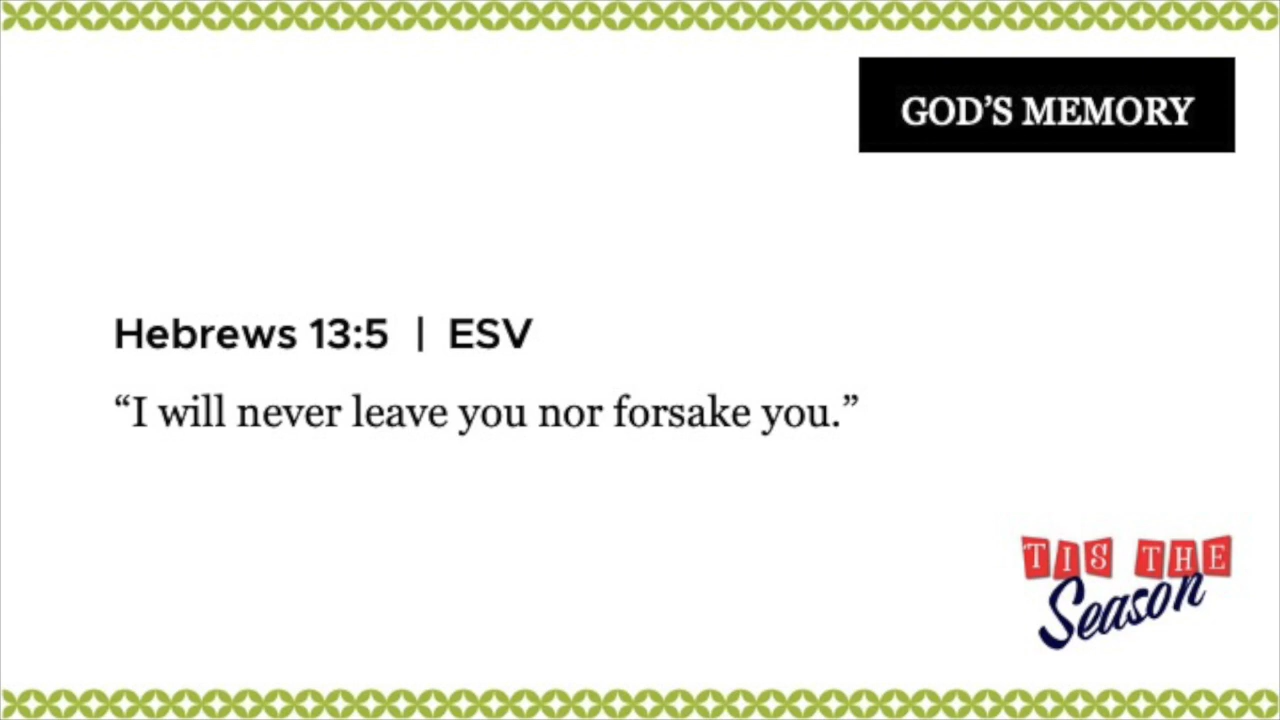 GOD’S MEMORY
Hebrews 13:5 | ESV
“I will never leave you nor forsake you.”
'TIS THE
Season